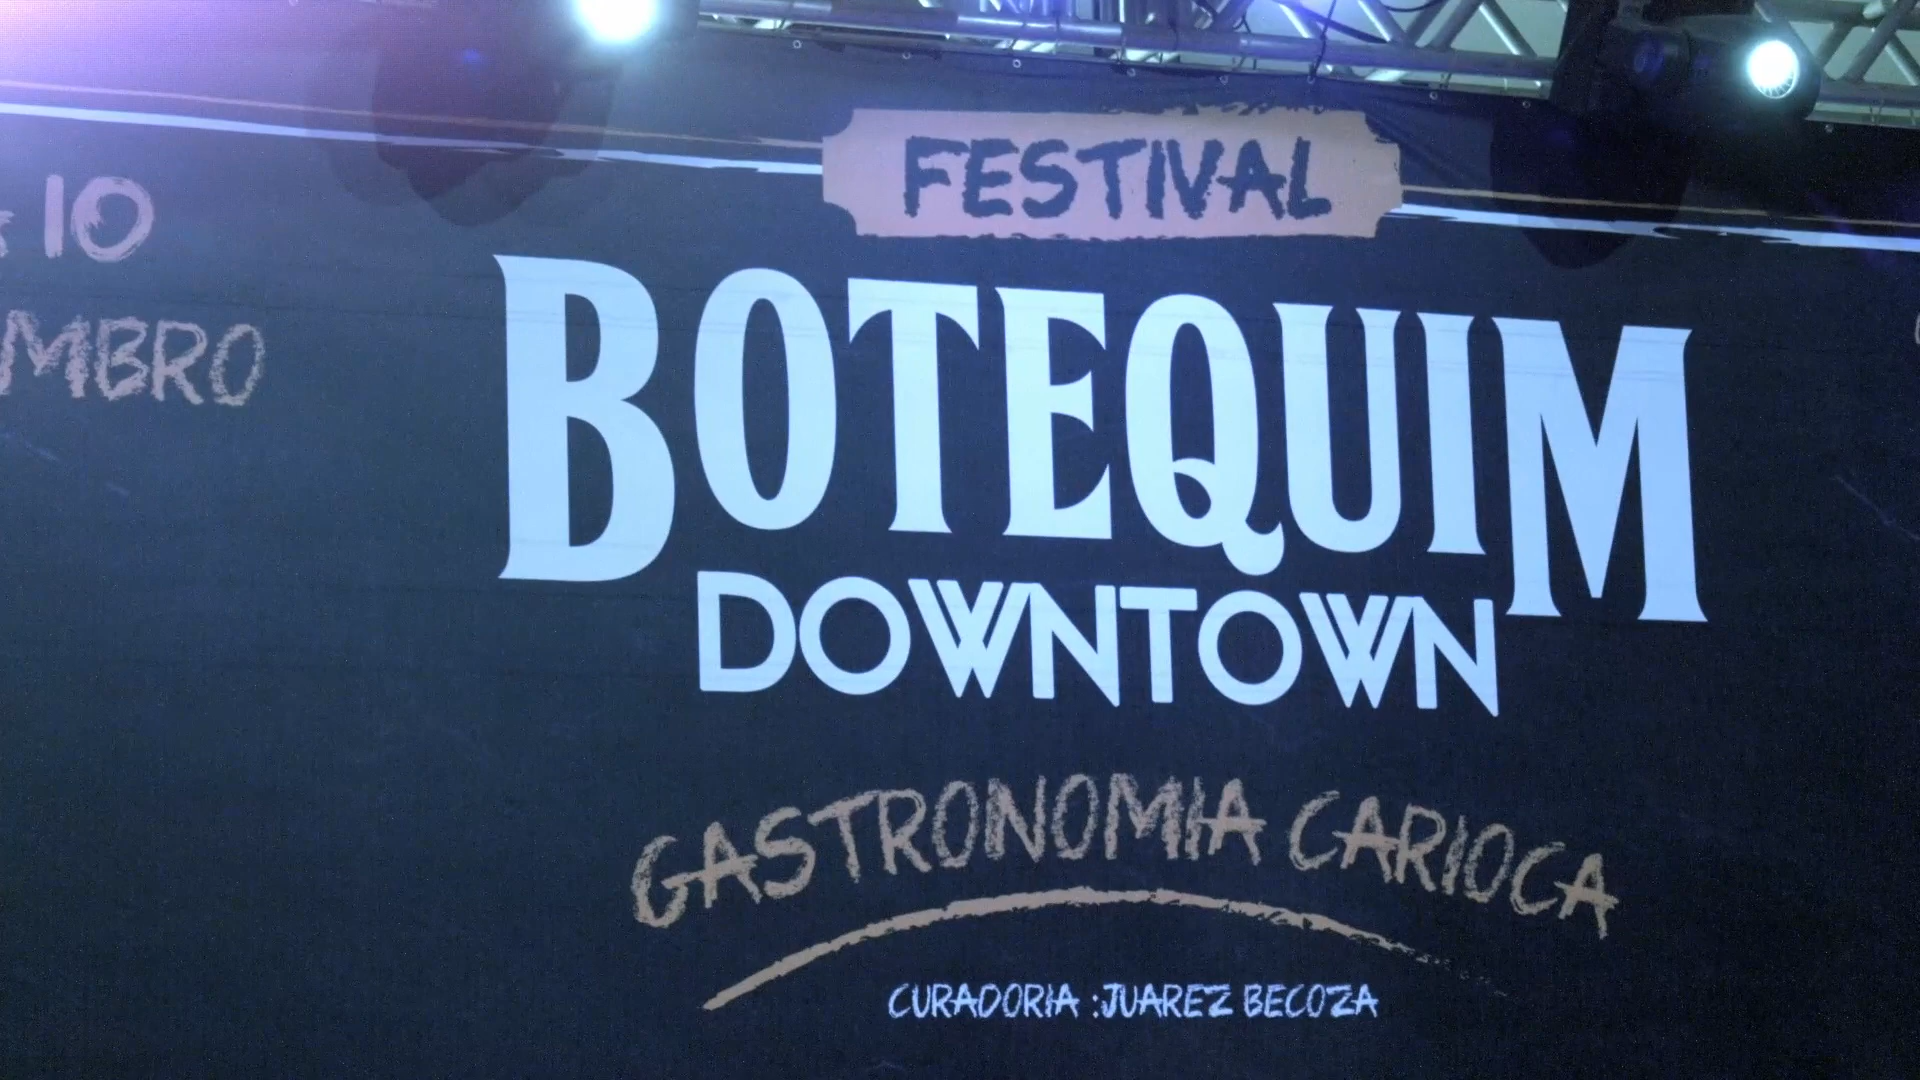 FESTIVAL
BOTEQUIM
DOWNTOWN
GASTRONOMIA CARIOCA
CURADORIA :JUAREZ BECOZA
10
MBRO